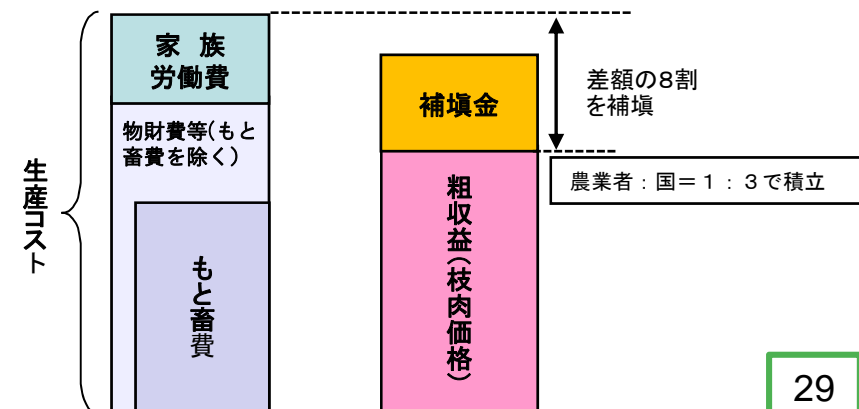 家 族
労働費
物財費等(もと
畜費を除く)
もと畜費
生産コスト
補塡金
粗収益(枝肉価格)
差額の8割
を補塡
農業者:国=1:3で積立
29